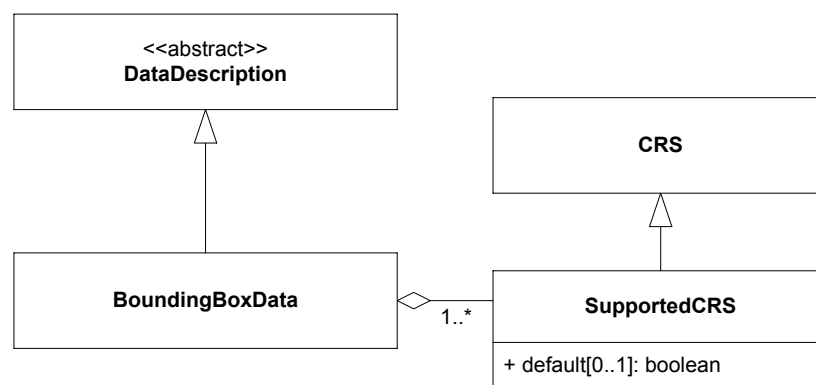 <<abstract>>
DataDescription
CRS
BoundingBoxData
1..*
SupportedCRS
+ default[0..1]: boolean